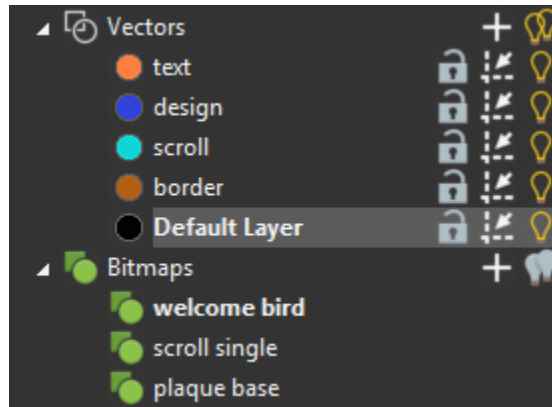 Vectors
text
design
scroll
border
Default Layer
Bitmaps
welcome bird
scroll single
plaque base